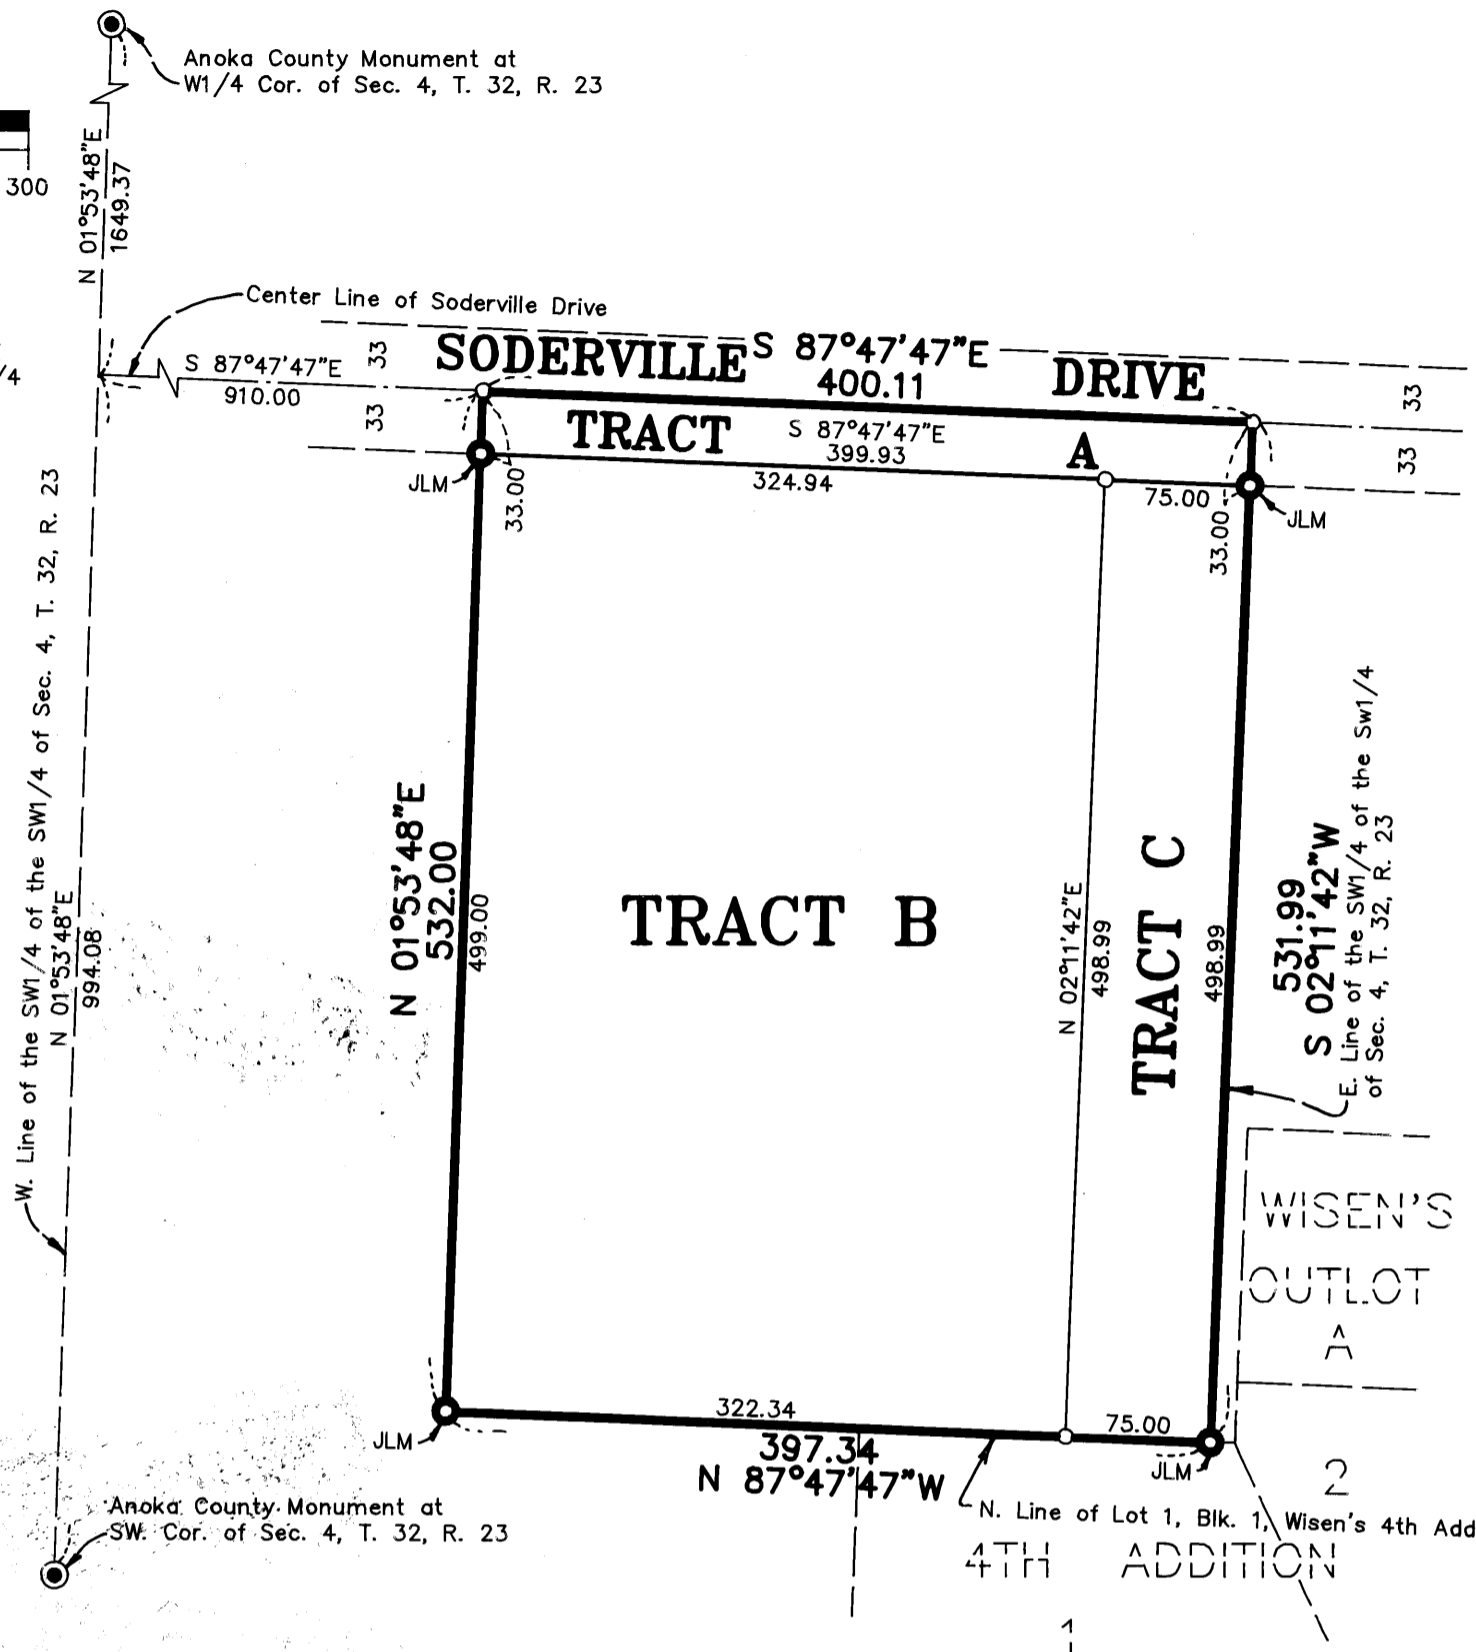 Anoka County Monument at
W1/4 Cor. of Sec. 4, T. 32, R. 23
300
N 01°53'48"E
1649.37
Center Line of Soderville Drive
/4
S 87°47'47"E
910.00
33
33
SODERVILLE DRIVE
S 87°47'47"E
400.11
33
33
TRACT A
S 87°47'47"E
399.93
324.94
75.00
JLM
33.00
JLM
33.00
W. Line of the SW1/4 of the SW1/4 of Sec. 4, T. 32, R. 23
N 01°53'48"E
994.08
N 01°53'48"E
532.00
499.00
TRACT B
N 02°11'42"E
498.99
TRACT C
498.99
531.99
S 02°11'42"W
E. Line of the SW1/4 of the Sw1/4
of Sec. 4, T. 32, R. 23
WISEN'S
OUTLOT
A
322.34
75.00
JLM
397.34
N 87°47'47"W
JLM
2
N. Line of Lot 1, Blk. 1, Wisen's 4th Add
Anoka County Monument at
SW. Cor. of Sec. 4, T. 32, R. 23
4TH ADDITION
1